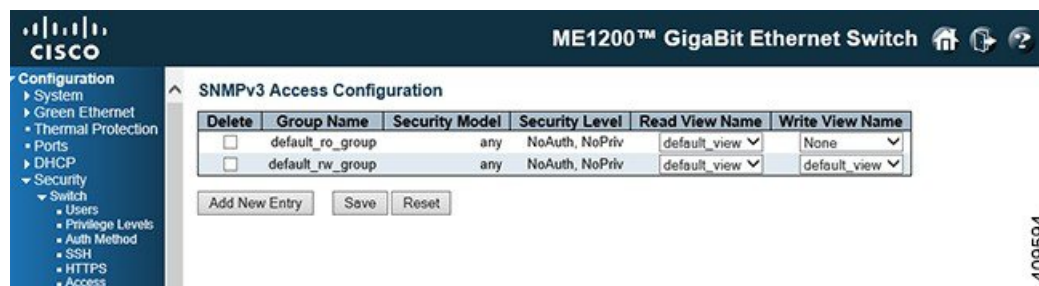 CISCO
ME1200™ GigaBit Ethernet Switch
Configuration
System
Green Ethernet
Thermal Protection
Ports
DHCP
Security
Switch
Users
Privilege Levels
Auth Method
SSH
HTTPS
Access
SNMPv3 Access Configuration
Delete Group Name Security Model Security Level Read View Name Write View Name
default_ro_group any NoAuth, NoPriv default_view None
default_rw_group any NoAuth, NoPriv default_view default_view
Add New Entry Save Reset
409594